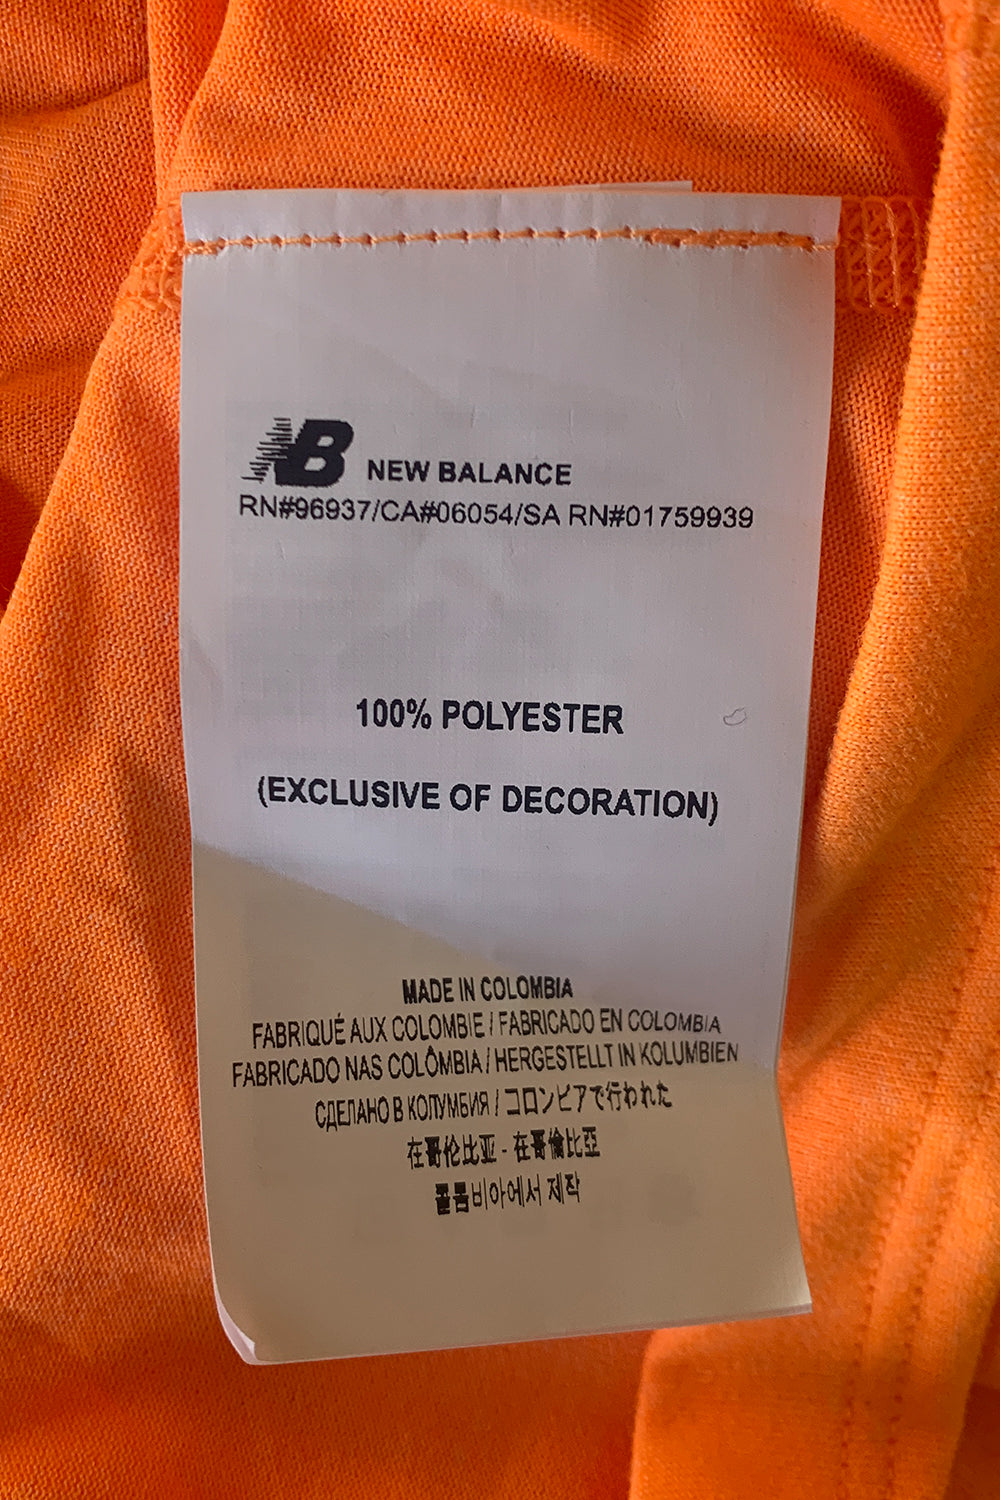 NB NEW BALANCE
RN#96937/CA#06054/SA RN#01759939
100% POLYESTER
(EXCLUSIVE OF DECORATION)
MADE IN COLOMBIA
FABRIQUÉ AUX COLOMBIE / FABRICADO EN COLOMBIA
FABRICADO NAS COLÔMBIA / HERGESTELLT IN KOLUMBIEN
СДЕЛАНО В КОЛУМБИЯ / コロンビアで行われた
在哥伦比亚 - 在哥倫比亞
콜롬비아에서 제작